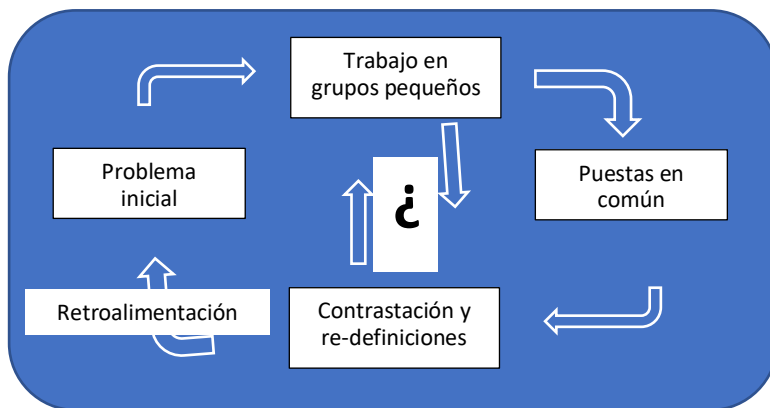 Trabajo en
grupos pequeños
Problema
inicial
¿
Puestas en
común
Retroalimentación
Contrastación y
re-definiciones